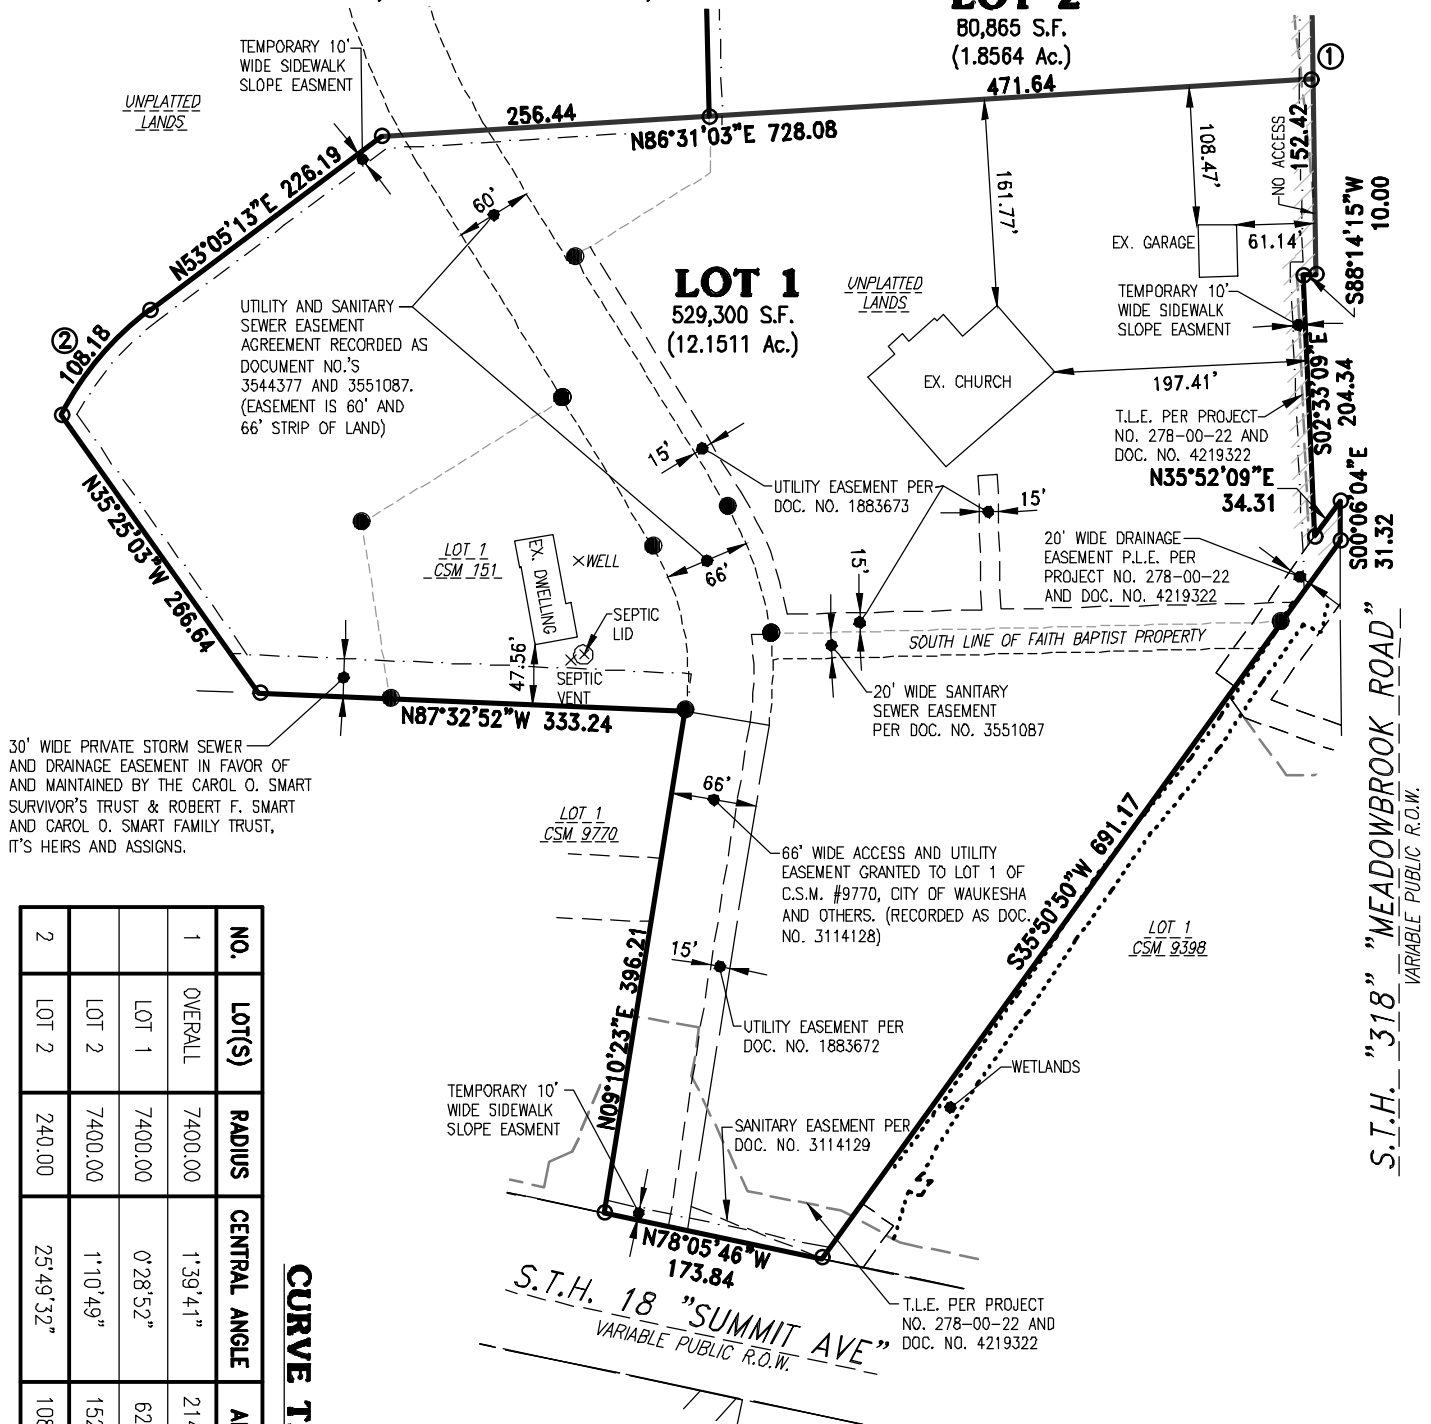 LOT 2
80,865 S.F.
(1.8564 Ac.)
471.64
1
TEMPORARY 10'
WIDE SIDEWALK
SLOPE EASMENT
UNPLATTED
LANDS
256.44
N86°31'03"E 728.08
N53°05'13"E 226.19
60'
161.77'
108.47'
NO ACCESS
152.42
S88°14'15"W
10.00
EX. GARAGE
61.14'
LOT 1
529,300 S.F.
(12.1511 Ac.)
UNPLATTED
LANDS
TEMPORARY 10'
WIDE SIDEWALK
SLOPE EASMENT
UTILITY AND SANITARY
SEWER EASEMENT
AGREEMENT RECORDED AS
DOCUMENT NO.'S
3544377 AND 3551087.
(EASEMENT IS 60' AND
66' STRIP OF LAND)
2
108.18
EX. CHURCH
197.41'
S02°33'09"E
204.34
T.L.E. PER PROJECT
NO. 278-00-22 AND
DOC. NO. 4219322
15'
N35°52'09"E
34.31
UTILITY EASEMENT PER
DOC. NO. 1883673
15'
S00°06'04"E
31.32
N35°25'03"W 266.64
LOT 1
CSM 151
EX. DWELLING
WELL
66'
15'
20' WIDE DRAINAGE
EASEMENT P.L.E. PER
PROJECT NO. 278-00-22
AND DOC. NO. 4219322
SEPTIC
LID
SOUTH LINE OF FAITH BAPTIST PROPERTY
47.56'
SEPTIC
VENT
20' WIDE SANITARY
SEWER EASEMENT
PER DOC. NO. 3551087
N87°32'52"W 333.24
30' WIDE PRIVATE STORM SEWER
AND DRAINAGE EASEMENT IN FAVOR OF
AND MAINTAINED BY THE CAROL O. SMART
SURVIVOR'S TRUST & ROBERT F. SMART
AND CAROL O. SMART FAMILY TRUST,
IT'S HEIRS AND ASSIGNS.
66'
LOT 1
CSM 9770
66' WIDE ACCESS AND UTILITY
EASEMENT GRANTED TO LOT 1 OF
C.S.M. #9770, CITY OF WAUKESHA
AND OTHERS. (RECORDED AS DOC.
NO. 3114128)
S35°50'50"W 691.17
LOT 1
CSM 9398
S.T.H. "318" "MEADOWBROOK ROAD"
VARIABLE PUBLIC R.O.W.
15'
N09°10'23"E 396.21
UTILITY EASEMENT PER
DOC. NO. 1883672
WETLANDS
TEMPORARY 10'
WIDE SIDEWALK
SLOPE EASMENT
SANITARY EASEMENT PER
DOC. NO. 3114129
N78°05'46"W
173.84
S.T.H. 18 "SUMMIT AVE"
VARIABLE PUBLIC R.O.W.
T.L.E. PER PROJECT
NO. 278-00-22 AND
DOC. NO. 4219322
NO. LOT(S) RADIUS CENTRAL ANGLE
1 OVERALL 7400.00 1°39'41"
LOT 1 7400.00 0°28'52"
LOT 2 7400.00 1°10'49"
2 LOT 2 240.00 25°49'32"
CURVE